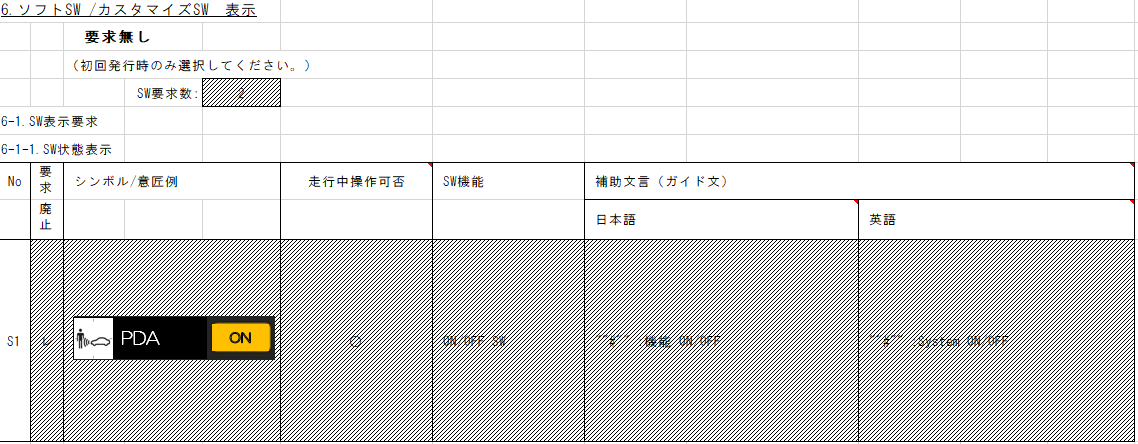 6.ソフトSW /カスタマイズSW 表示
要求無し
（初回発行時のみ選択してください。）
SW要求数: 2
6-1.SW表示要求
6-1-1.SW状態表示
No 要求 シンボル/意匠例 走行中操作可否 SW機能 補助文言（ガイド文）
廃止 日本語 英語
S1 レ PDA ON ○ ON/OFF SW ~~#~~:機能 ON/OFF ~~#~~:System ON/OFF